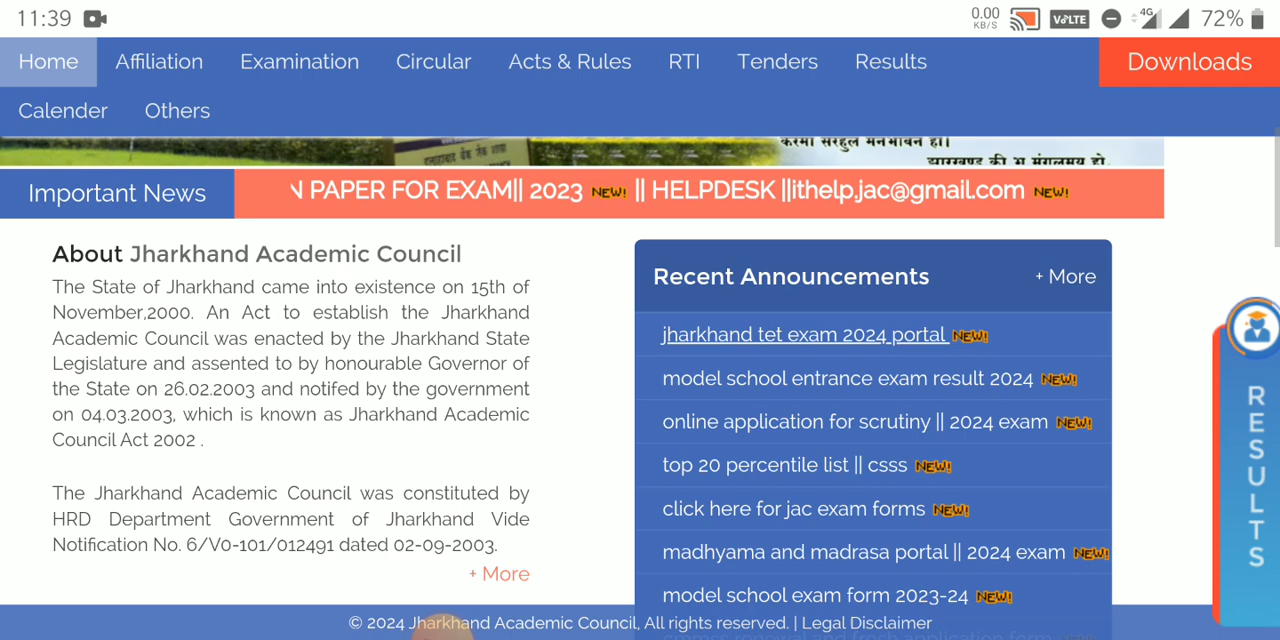 11:39 0.00 KB/S VoLTE 4G 72%
Home Affiliation Examination Circular Acts & Rules RTI Tenders Results Downloads
Calender Others
करमा सरहुल मनभावन हो।
झारखण्ड की भ मंगलमय हो
Important News N PAPER FOR EXAM|| 2023 NEW! || HELPDESK ||ithelp.jac@gmail.com NEW!
About Jharkhand Academic Council
The State of Jharkhand came into existence on 15th of
November,2000. An Act to establish the Jharkhand
Academic Council was enacted by the Jharkhand State
Legislature and assented to by honourable Governor of
the State on 26.02.2003 and notifed by the government
on 04.03.2003, which is known as Jharkhand Academic
Council Act 2002 .
The Jharkhand Academic Council was constituted by
HRD Department Government of Jharkhand Vide
Notification No. 6/V0-101/012491 dated 02-09-2003.
+ More
Recent Announcements + More
jharkhand tet exam 2024 portal NEW!
model school entrance exam result 2024 NEW!
online application for scrutiny || 2024 exam NEW!
top 20 percentile list || csss NEW!
click here for jac exam forms NEW!
madhyama and madrasa portal || 2024 exam NEW!
model school exam form 2023-24 NEW!
RESULTS
© 2024 Jharkhand Academic Council, All rights reserved. | Legal Disclaimer